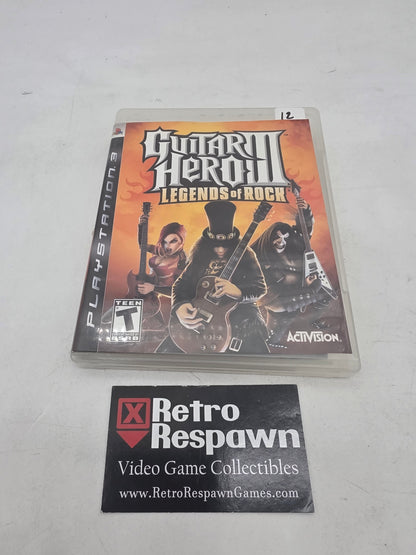 12
PLAYSTATION 3
GUITAR
HERO III
LEGENDS OF ROCK
TEEN
T
ESRB
ACTIVISION
X Retro
Respawn
Video Game Collectibles
www.RetroRespawnGames.com